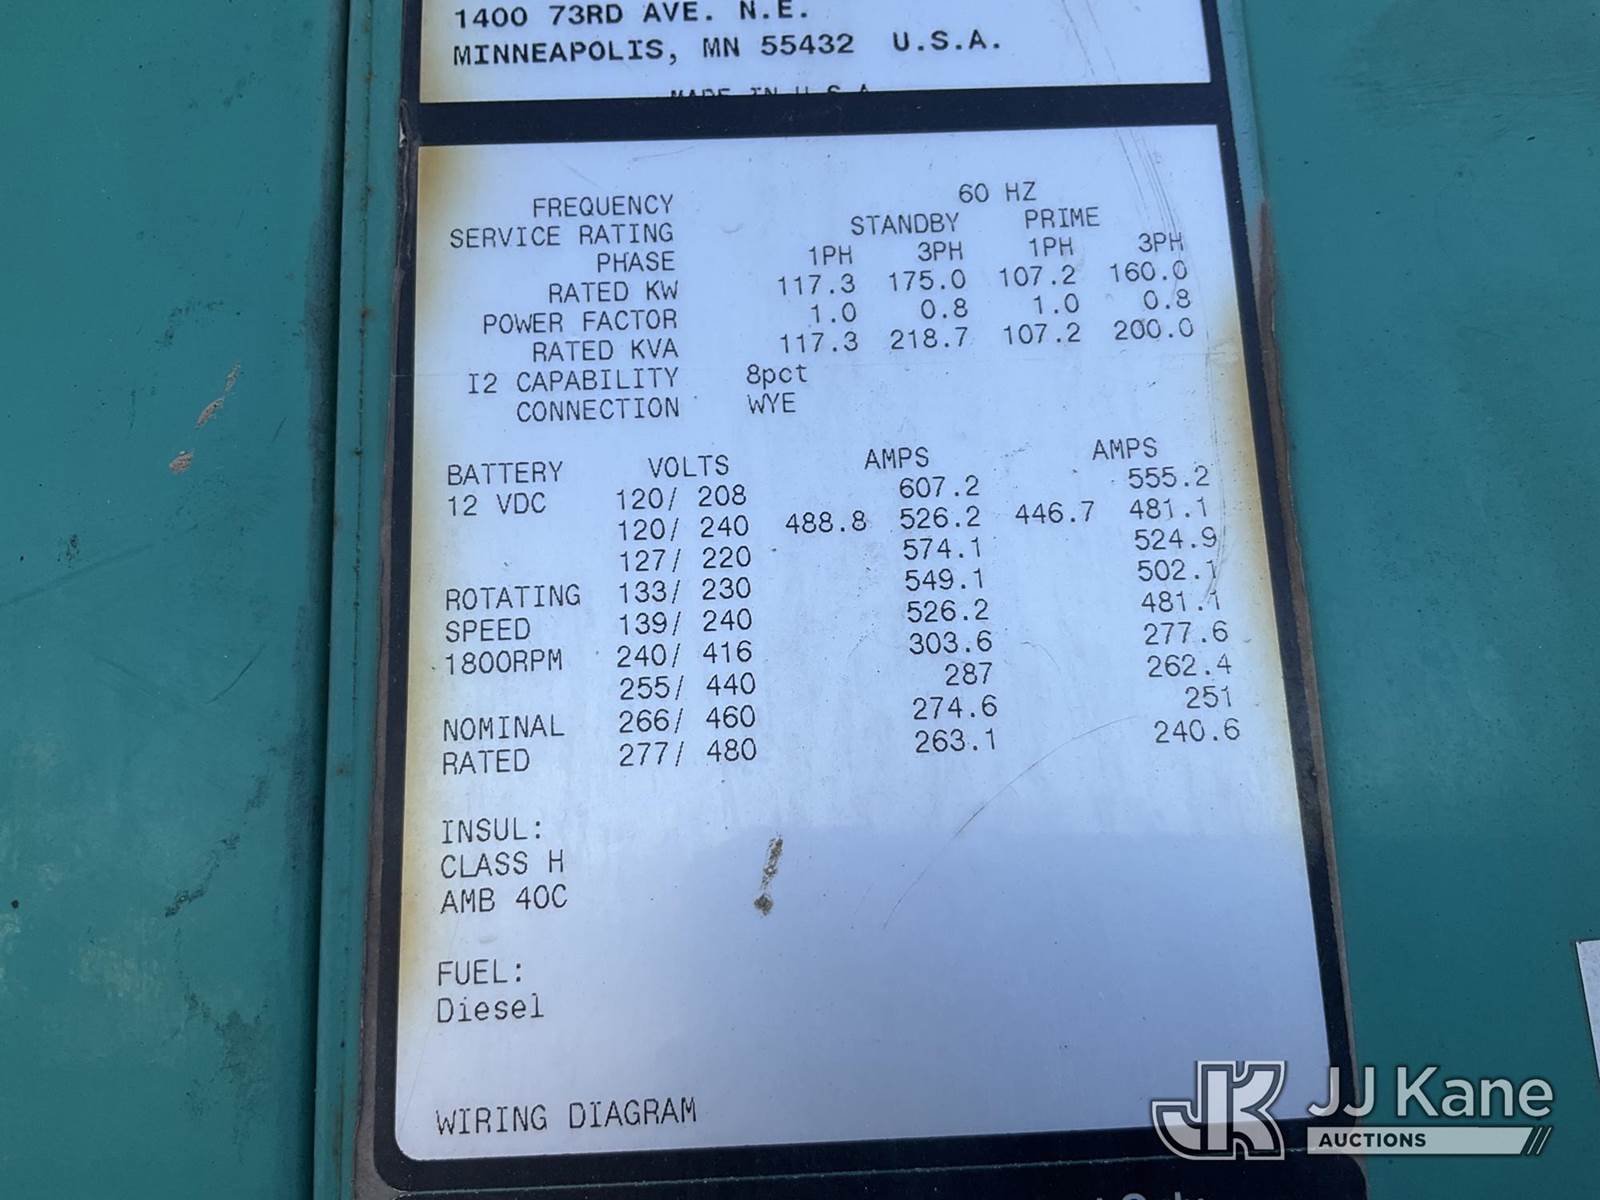 1400 73RD AVE. N.E.
MINNEAPOLIS, MN 55432 U.S.A.
MADE IN U.S.A.
FREQUENCY 60 HZ
SERVICE RATING STANDBY PRIME
PHASE 1PH 3PH 1PH 3PH
RATED KW 117.3 175.0 107.2 160.0
POWER FACTOR 1.0 0.8 1.0 0.8
RATED KVA 117.3 218.7 107.2 200.0
I2 CAPABILITY 8pct
CONNECTION WYE
BATTERY VOLTS AMPS AMPS
12 VDC 120/ 208 607.2 555.2
120/ 240 488.8 526.2 446.7 481.1
127/ 220 574.1 524.9
ROTATING 133/ 230 549.1 502.1
SPEED 139/ 240 526.2 481.1
1800RPM 240/ 416 303.6 277.6
255/ 440 287 262.4
NOMINAL 266/ 460 274.6 251
RATED 277/ 480 263.1 240.6
INSUL:
CLASS H
AMB 40C
FUEL:
Diesel
WIRING DIAGRAM
JK JJ Kane
AUCTIONS